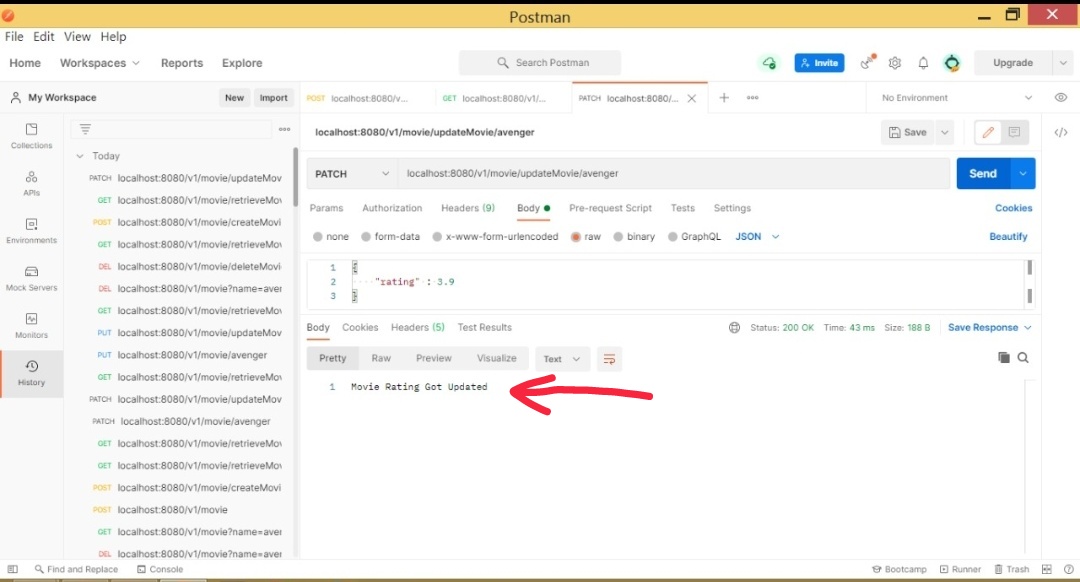 Postman
File Edit View Help
Home Workspaces Reports Explore Search Postman Invite Upgrade
My Workspace New Import POST localhost:8080/v... GET localhost:8080/v1/... PATCH localhost:8080/... No Environment
localhost:8080/v1/movie/updateMovie/avenger Save
Collections
APIs
Environments
Mock Servers
Monitors
History
Today
PATCH localhost:8080/v1/movie/updateMov
GET localhost:8080/v1/movie/retrieveMov
POST localhost:8080/v1/movie/createMovi
GET localhost:8080/v1/movie/retrieveMov
DEL localhost:8080/v1/movie/deleteMovi
DEL localhost:8080/v1/movie?name=aver
GET localhost:8080/v1/movie/retrieveMov
PUT localhost:8080/v1/movie/updateMov
PUT localhost:8080/v1/movie/avenger
GET localhost:8080/v1/movie/retrieveMov
PATCH localhost:8080/v1/movie/updateMov
PATCH localhost:8080/v1/movie/avenger
GET localhost:8080/v1/movie/retrieveMov
GET localhost:8080/v1/movie/retrieveMov
POST localhost:8080/v1/movie/createMovi
POST localhost:8080/v1/movie
GET localhost:8080/v1/movie?name=aver
DEL localhost:8080/v1/movie?name=aver
PATCH localhost:8080/v1/movie/updateMovie/avenger Send
Params Authorization Headers (9) Body Pre-request Script Tests Settings Cookies
none form-data x-www-form-urlencoded raw binary GraphQL JSON Beautify
1 {
2 "rating" : 3.9
3 }
Body Cookies Headers (5) Test Results Status: 200 OK Time: 43 ms Size: 188 B Save Response
Pretty Raw Preview Visualize Text
1 Movie Rating Got Updated
Find and Replace Console Bootcamp Runner Trash